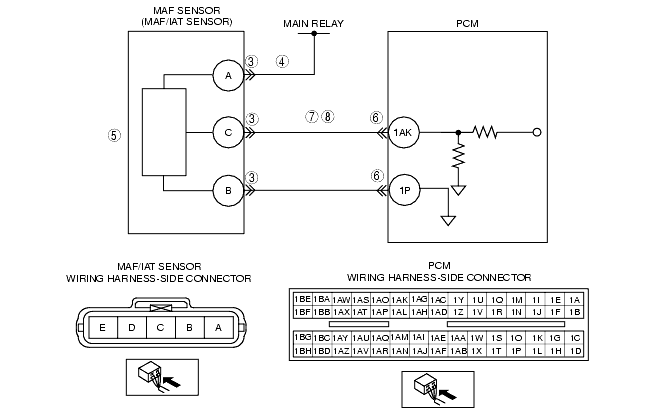 MAF SENSOR
(MAF/IAT SENSOR)
MAIN RELAY
PCM
A
③
④
③
⑦ ⑧
⑥
C
1AK
⑤
③
⑥
B
1P
MAF/IAT SENSOR
WIRING HARNESS-SIDE CONNECTOR
PCM
WIRING HARNESS-SIDE CONNECTOR
E D C B A
1BE 1BA 1AW 1AS 1AO 1AK 1AG 1AC 1Y 1U 1Q 1M 1I 1E 1A
1BF 1BB 1AX 1AT 1AP 1AL 1AH 1AD 1Z 1V 1R 1N 1J 1F 1B
1BG 1BC 1AY 1AU 1AQ 1AM 1AI 1AE 1AA 1W 1S 1O 1K 1G 1C
1BH 1BD 1AZ 1AV 1AR 1AN 1AJ 1AF 1AB 1X 1T 1P 1L 1H 1D